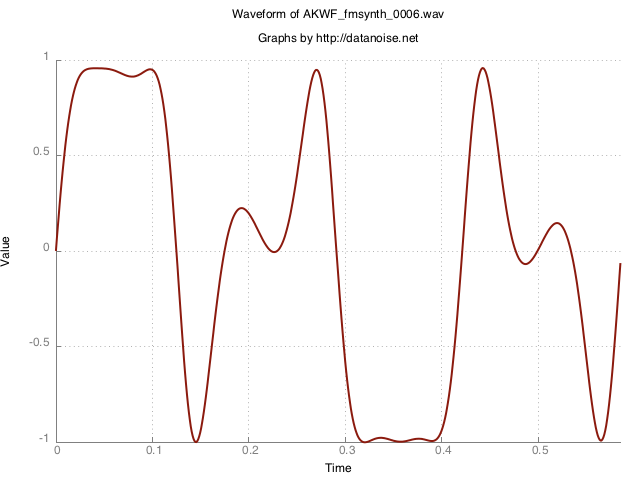 Waveform of AKWF_fmsynth_0006.wav
Graphs by http://datanoise.net
1
0.5
0
-0.5
-1
Value
0 0.1 0.2 0.3 0.4 0.5
Time